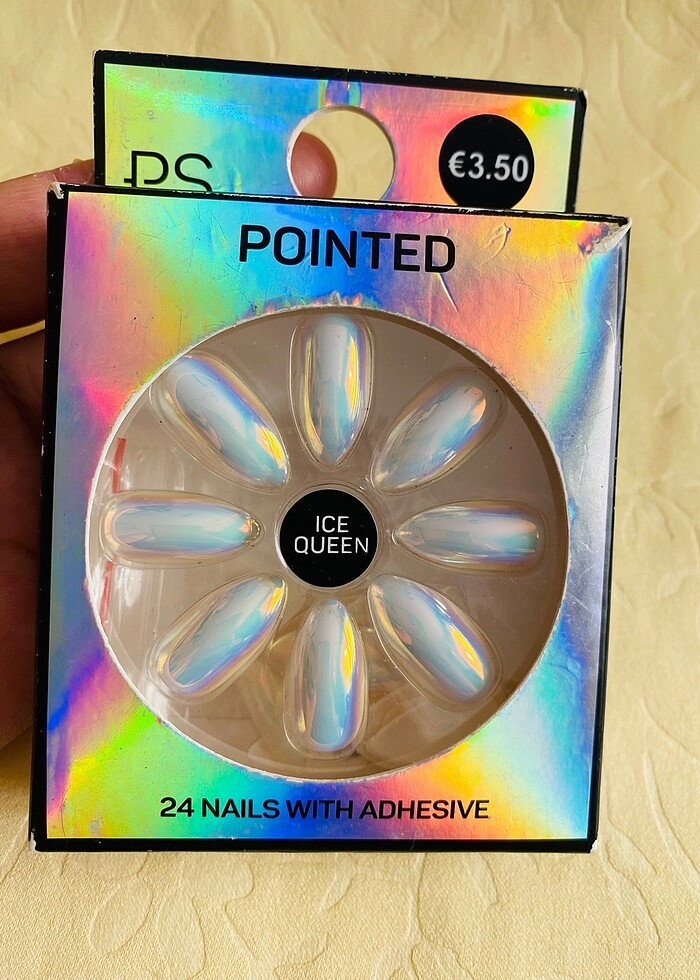 PS
€3.50
POINTED
ICE
QUEEN
24 NAILS WITH ADHESIVE